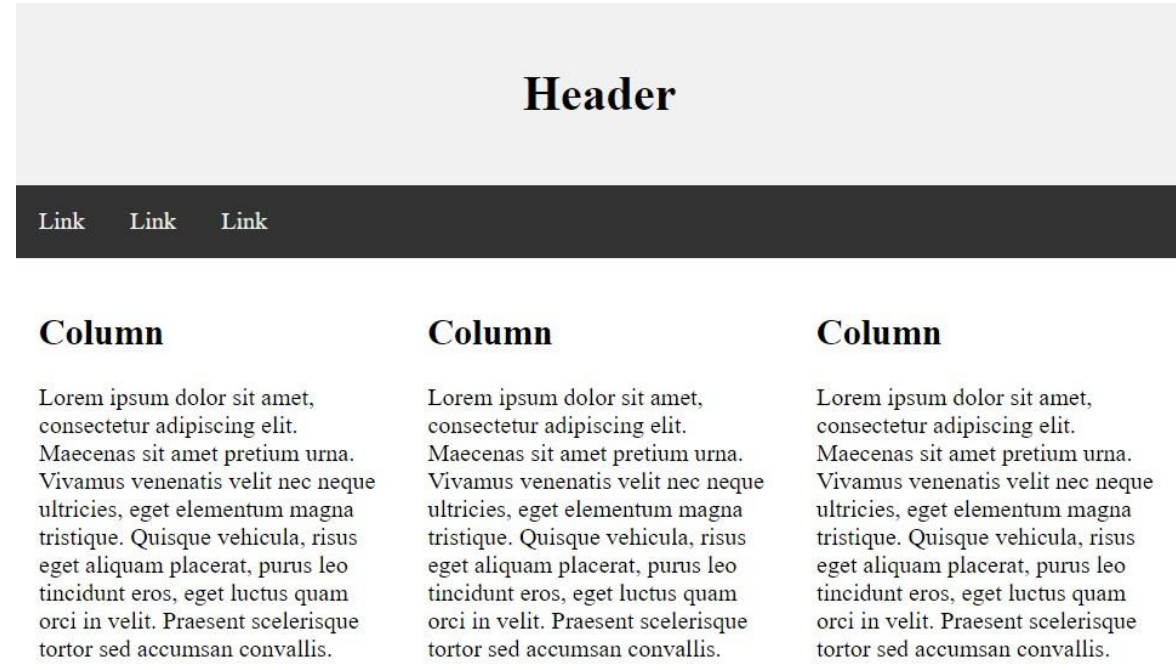 Header
Link Link Link
Column
Lorem ipsum dolor sit amet,
consectetur adipiscing elit.
Maecenas sit amet pretium urna.
Vivamus venenatis velit nec neque
ultricies, eget elementum magna
tristique. Quisque vehicula, risus
eget aliquam placerat, purus leo
tincidunt eros, eget luctus quam
orci in velit. Praesent scelerisque
tortor sed accumsan convallis.
Column
Lorem ipsum dolor sit amet,
consectetur adipiscing elit.
Maecenas sit amet pretium urna.
Vivamus venenatis velit nec neque
ultricies, eget elementum magna
tristique. Quisque vehicula, risus
eget aliquam placerat, purus leo
tincidunt eros, eget luctus quam
orci in velit. Praesent scelerisque
tortor sed accumsan convallis.
Column
Lorem ipsum dolor sit amet,
consectetur adipiscing elit.
Maecenas sit amet pretium urna.
Vivamus venenatis velit nec neque
ultricies, eget elementum magna
tristique. Quisque vehicula, risus
eget aliquam placerat, purus leo
tincidunt eros, eget luctus quam
orci in velit. Praesent scelerisque
tortor sed accumsan convallis.